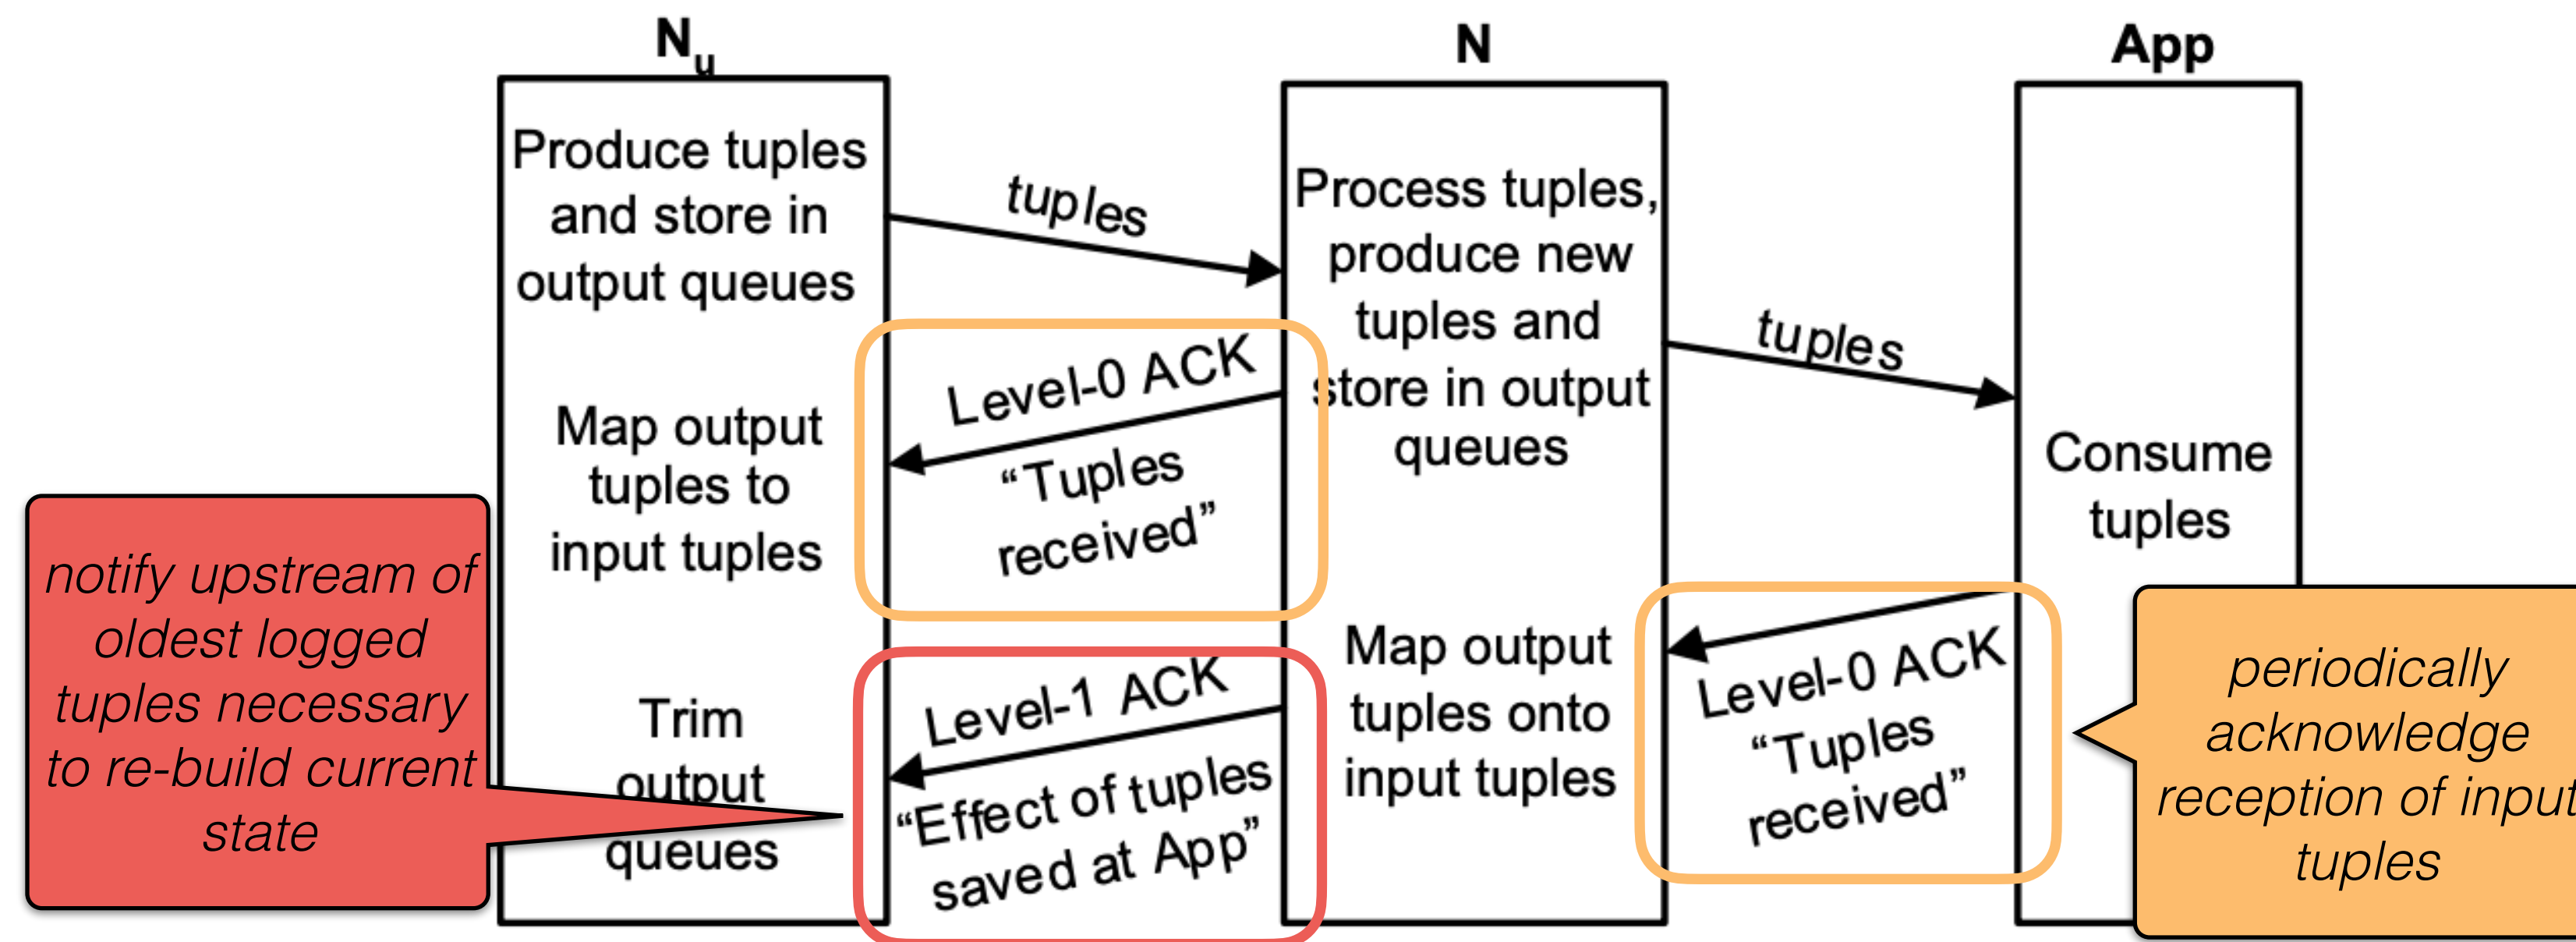 Nu
N
App
Produce tuples
and store in
output queues
tuples
Process tuples,
produce new
tuples and
store in output
queues
tuples
Level-0 ACK
“Tuples
received”
Map output
tuples to
input tuples
Consume
tuples
notify upstream of
oldest logged
tuples necessary
to re-build current
state
Trim
output
queues
Level-1 ACK
“Effect of tuples
saved at App”
Map output
tuples onto
input tuples
Level-0 ACK
“Tuples
received”
periodically
acknowledge
reception of input
tuples